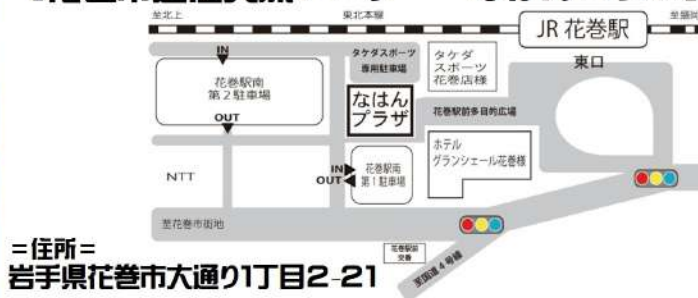 至北上
東北本線
JR 花巻駅
東口
IN
花巻駅南
第2駐車場
OUT
タケダスポーツ
専用駐車場
タケダ
スポーツ
花巻店様
なはん
プラザ
花巻駅前多目的広場
ホテル
グランシェール花巻様
NTT
IN
OUT
花巻駅南
第1駐車場
至花巻市街地
花巻駅前
交番
至国道4号線
=住所=
岩手県花巻市大通り1丁目2-21